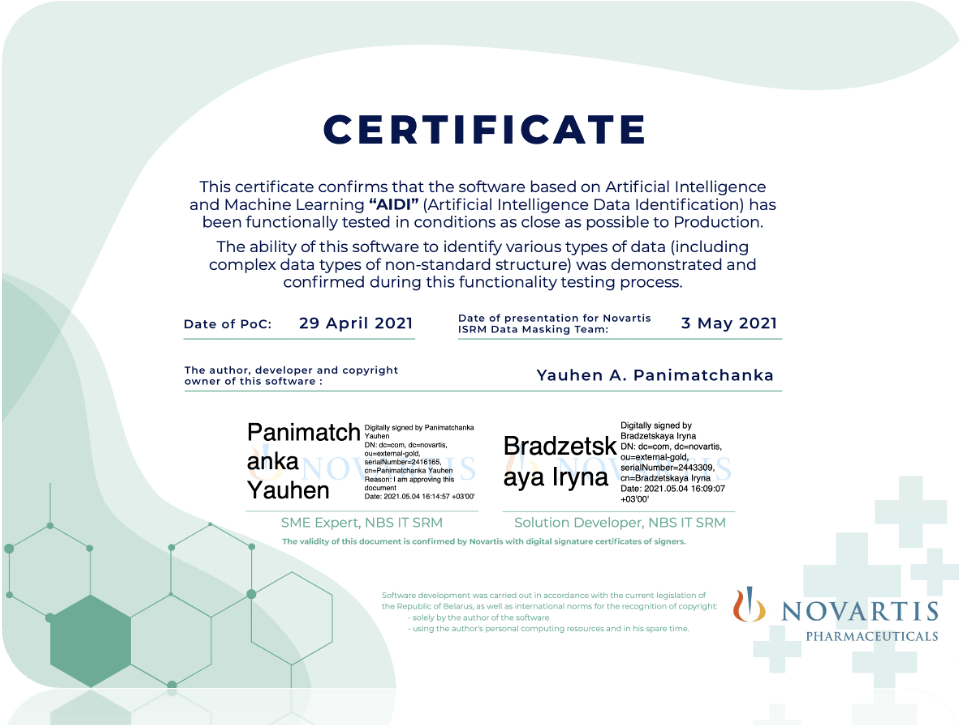 CERTIFICATE
This certificate confirms that the software based on Artificial Intelligence
and Machine Learning “AIDI” (Artificial Intelligence Data Identification) has
been functionally tested in conditions as close as possible to Production.
The ability of this software to identify various types of data (including
complex data types of non-standard structure) was demonstrated and
confirmed during this functionality testing process.
Date of PoC: 29 April 2021
Date of presentation for Novartis
ISRM Data Masking Team: 3 May 2021
The author, developer and copyright
owner of this software : Yauhen A. Panimatchanka
Panimatch
anka
Yauhen
Digitally signed by Panimatchanka
Yauhen
DN: dc=com, dc=novartis,
ou=external-gold,
serialNumber=2416165,
cn=Panimatchanka Yauhen
Reason: I am approving this
document
Date: 2021.05.04 16:14:57 +03'00'
NOVARTIS
SME Expert, NBS IT SRM
Bradzetsk
aya Iryna
Digitally signed by
Bradzetskaya Iryna
DN: dc=com, dc=novartis,
ou=external-gold,
serialNumber=2443309,
cn=Bradzetskaya Iryna
Date: 2021.05.04 16:09:07
+03'00'
NOVARTIS
Solution Developer, NBS IT SRM
The validity of this document is confirmed by Novartis with digital signature certificates of signers.
Software development was carried out in accordance with the current legislation of
the Republic of Belarus, as well as international norms for the recognition of copyright:
- solely by the author of the software
- using the author's personal computing resources and in his spare time.
NOVARTIS
PHARMACEUTICALS